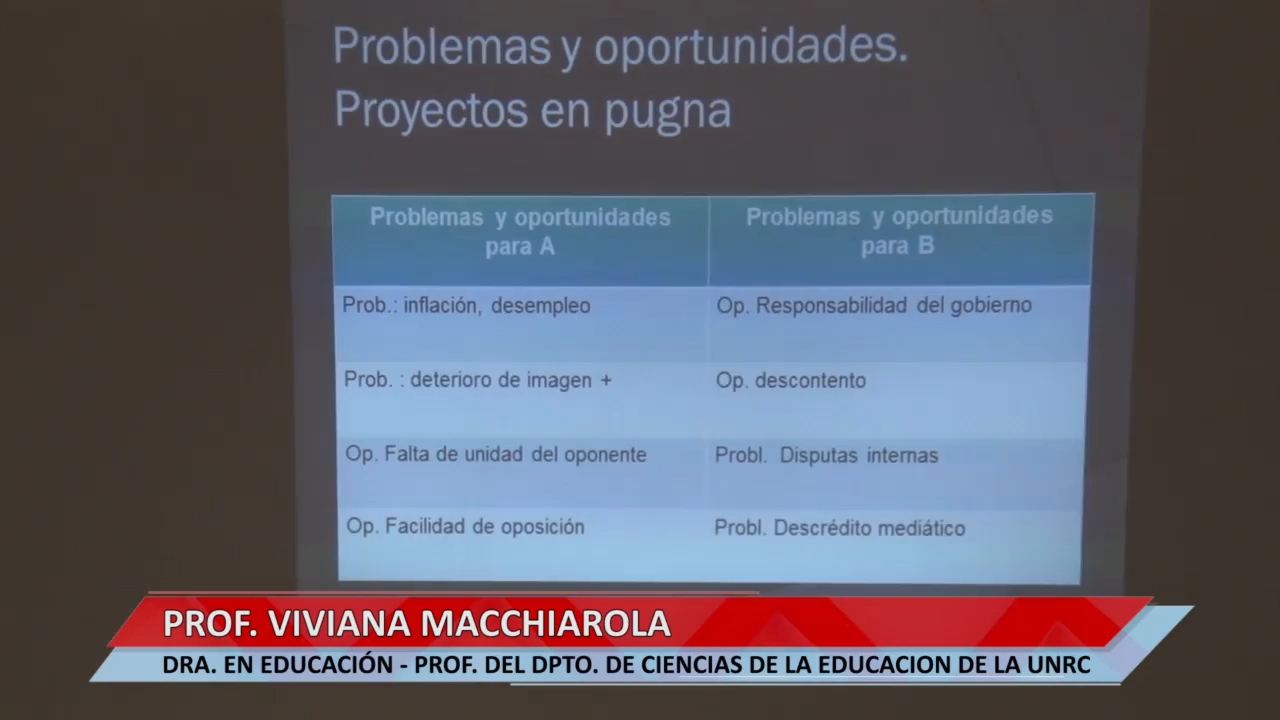 Problemas y oportunidades.
Proyectos en pugna
Problemas y oportunidades
para A
Problemas y oportunidades
para B
Prob.: inflación, desempleo
Op. Responsabilidad del gobierno
Prob. : deterioro de imagen +
Op. descontento
Op. Falta de unidad del oponente
Probl. Disputas internas
Op. Facilidad de oposición
Probl. Descrédito mediático
PROF. VIVIANA MACCHIAROLA
DRA. EN EDUCACIÓN - PROF. DEL DPTO. DE CIENCIAS DE LA EDUCACION DE LA UNRC